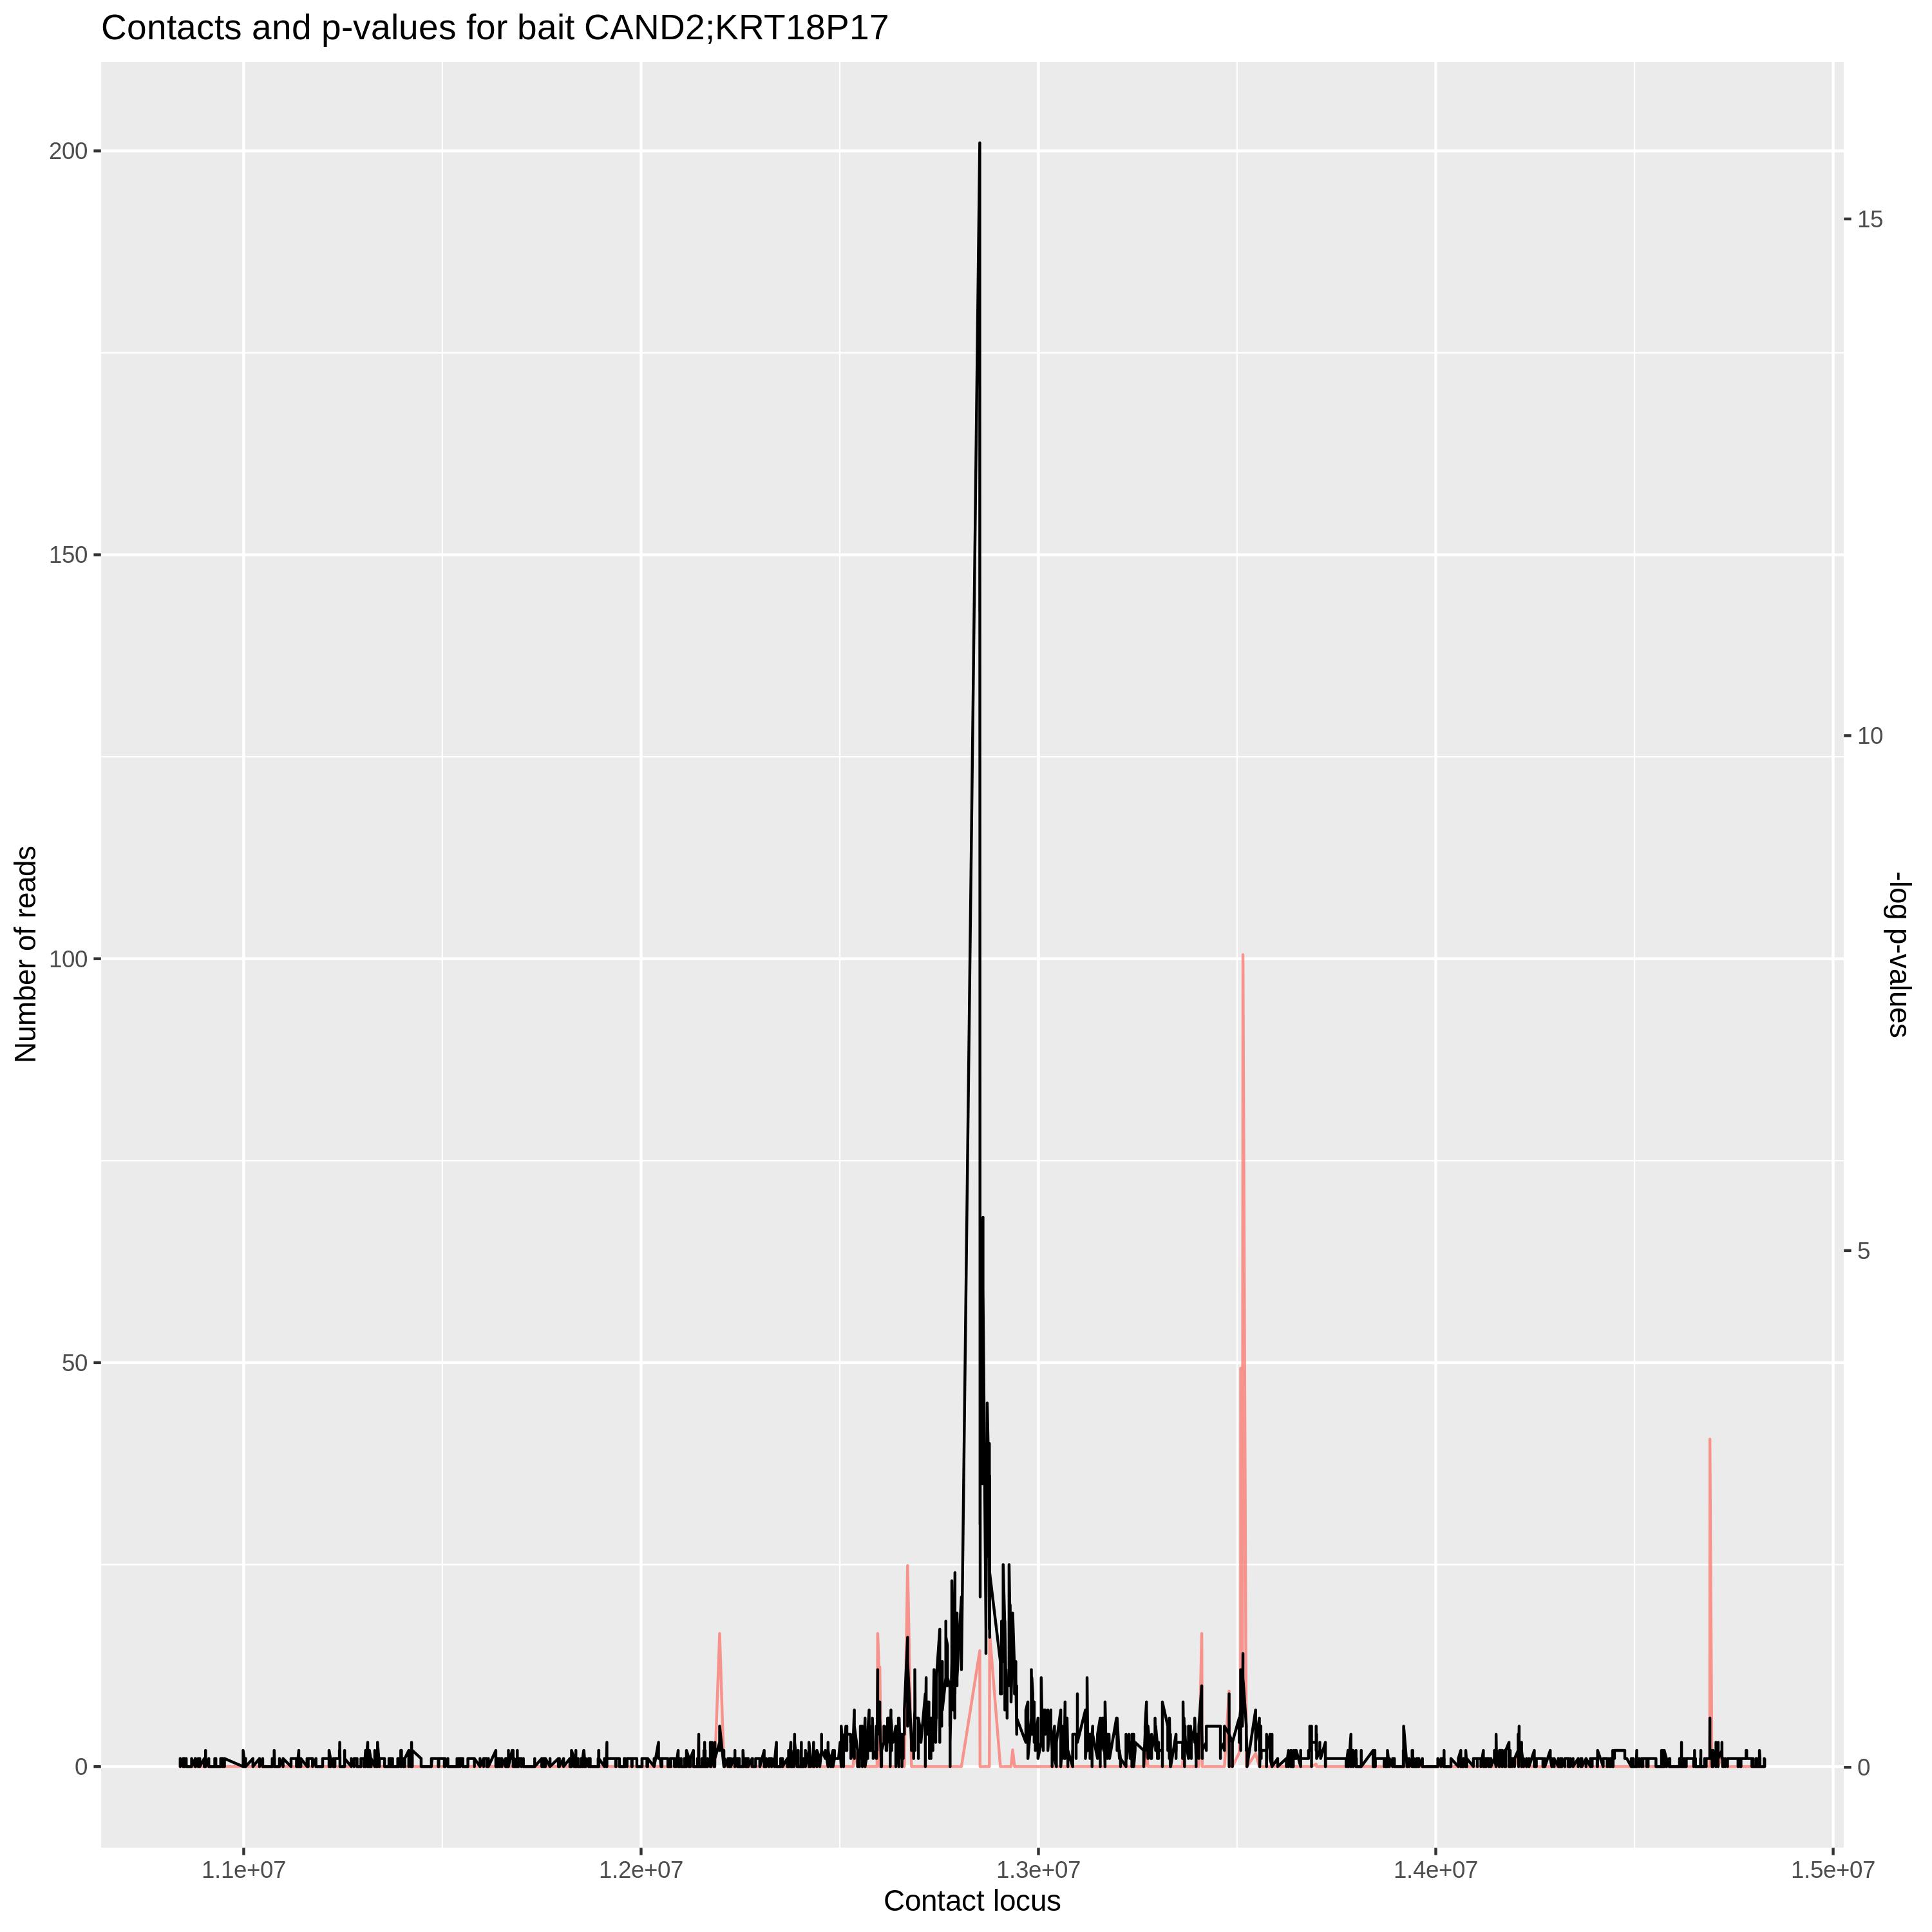 Contacts and p-values for bait CAND2;KRT18P17
200
150
100
50
0
Number of reads
15
10
5
0
-log p-values
1.1e+07
1.2e+07
1.3e+07
1.4e+07
1.5e+07
Contact locus